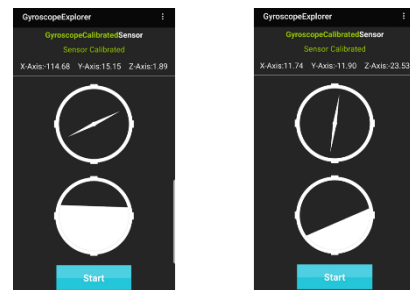 GyroscopeExplorer
GyroscopeCalibratedSensor
Sensor Calibrated
X-Axis:-114.68 Y-Axis:15.15 Z-Axis:1.89
Start
GyroscopeExplorer
GyroscopeCalibratedSensor
Sensor Calibrated
X-Axis:11.74 Y-Axis:-11.90 Z-Axis:-23.53
Start